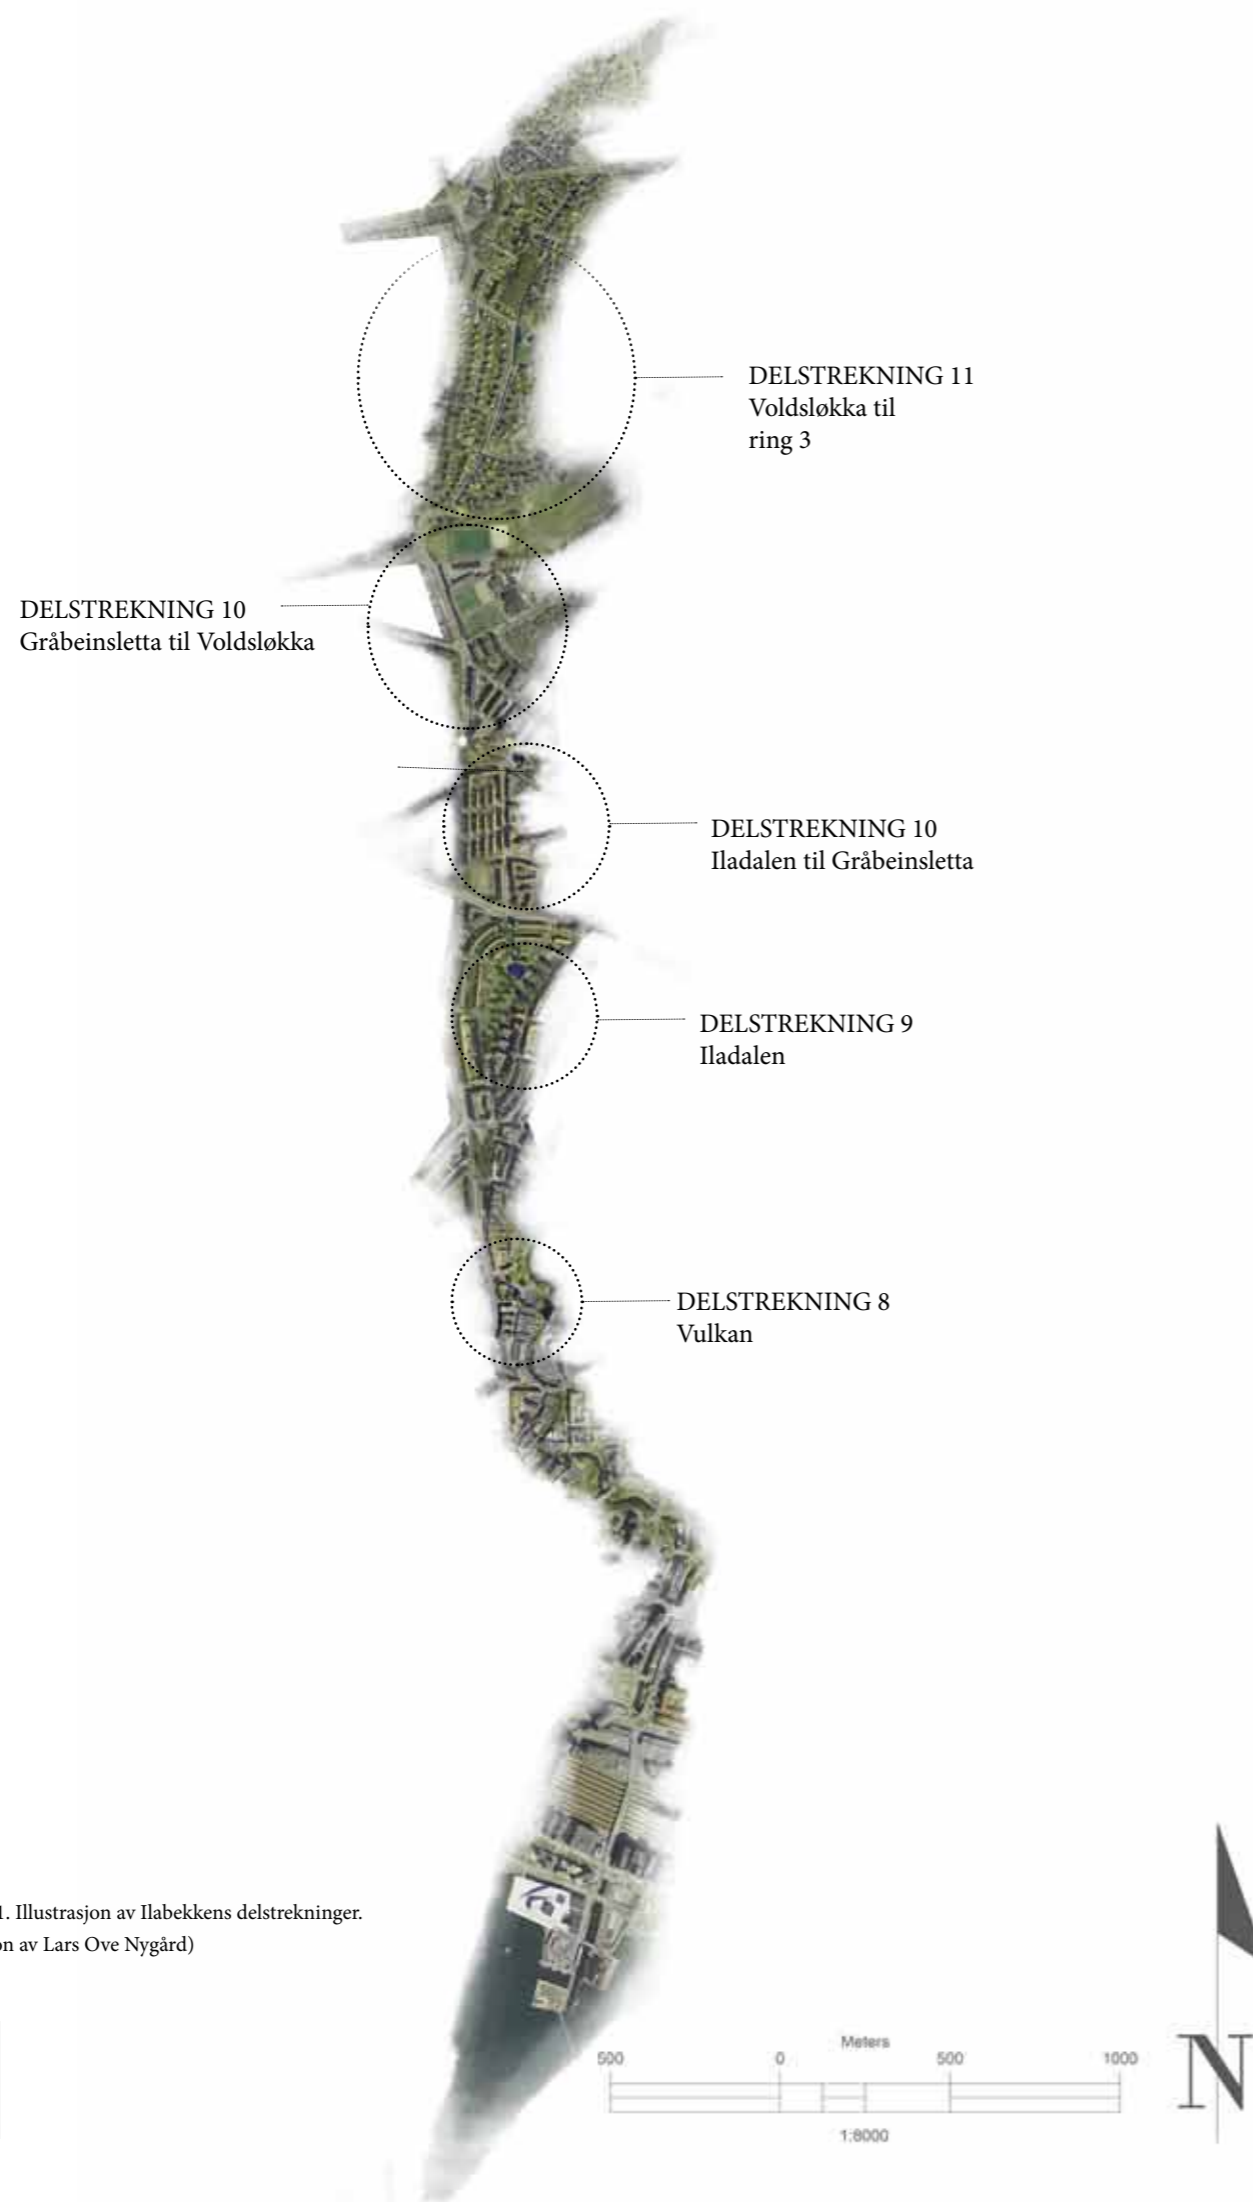 DELSTREKNING 11
Voldsløkka til
ring 3
DELSTREKNING 10
Gråbeinsletta til Voldsløkka
DELSTREKNING 10
Iladalen til Gråbeinsletta
DELSTREKNING 9
Iladalen
DELSTREKNING 8
Vulkan
1. Illustrasjon av Ilabekkens delstrekninger.
on av Lars Ove Nygård)
Meters
500 0 500 1000
1:8000
N